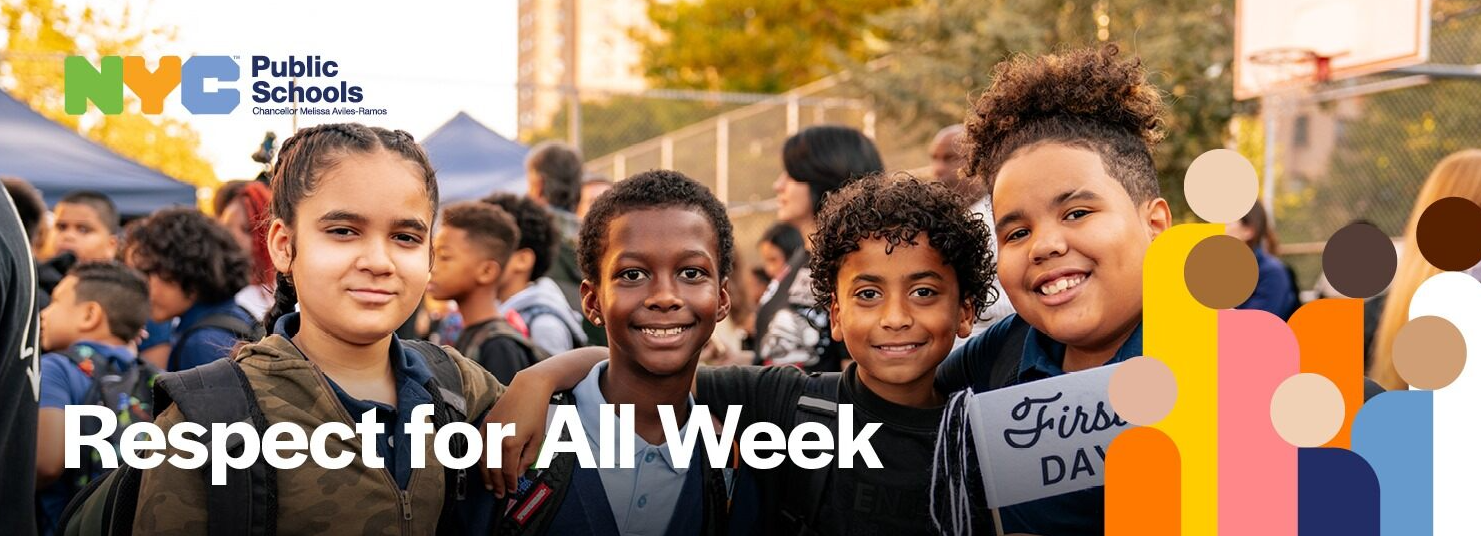 NYC Public
Schools
Chancellor Melissa Aviles-Ramos
Respect for All Week
First
DAY